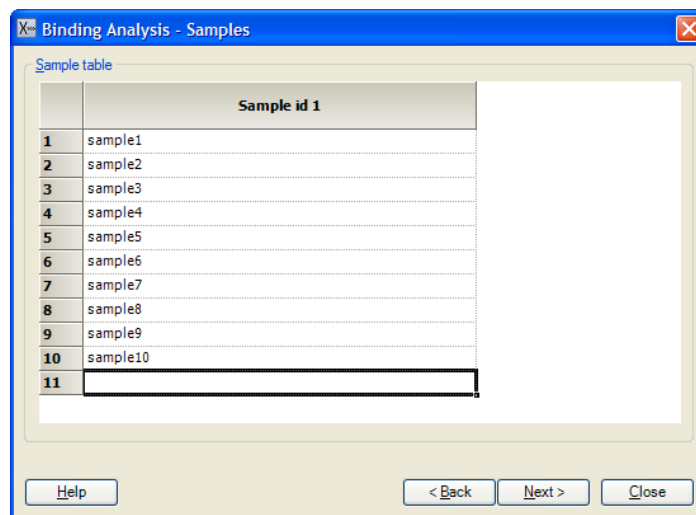 Binding Analysis - Samples
Sample table
Sample id 1
1 sample1
2 sample2
3 sample3
4 sample4
5 sample5
6 sample6
7 sample7
8 sample8
9 sample9
10 sample10
11
Help < Back Next > Close